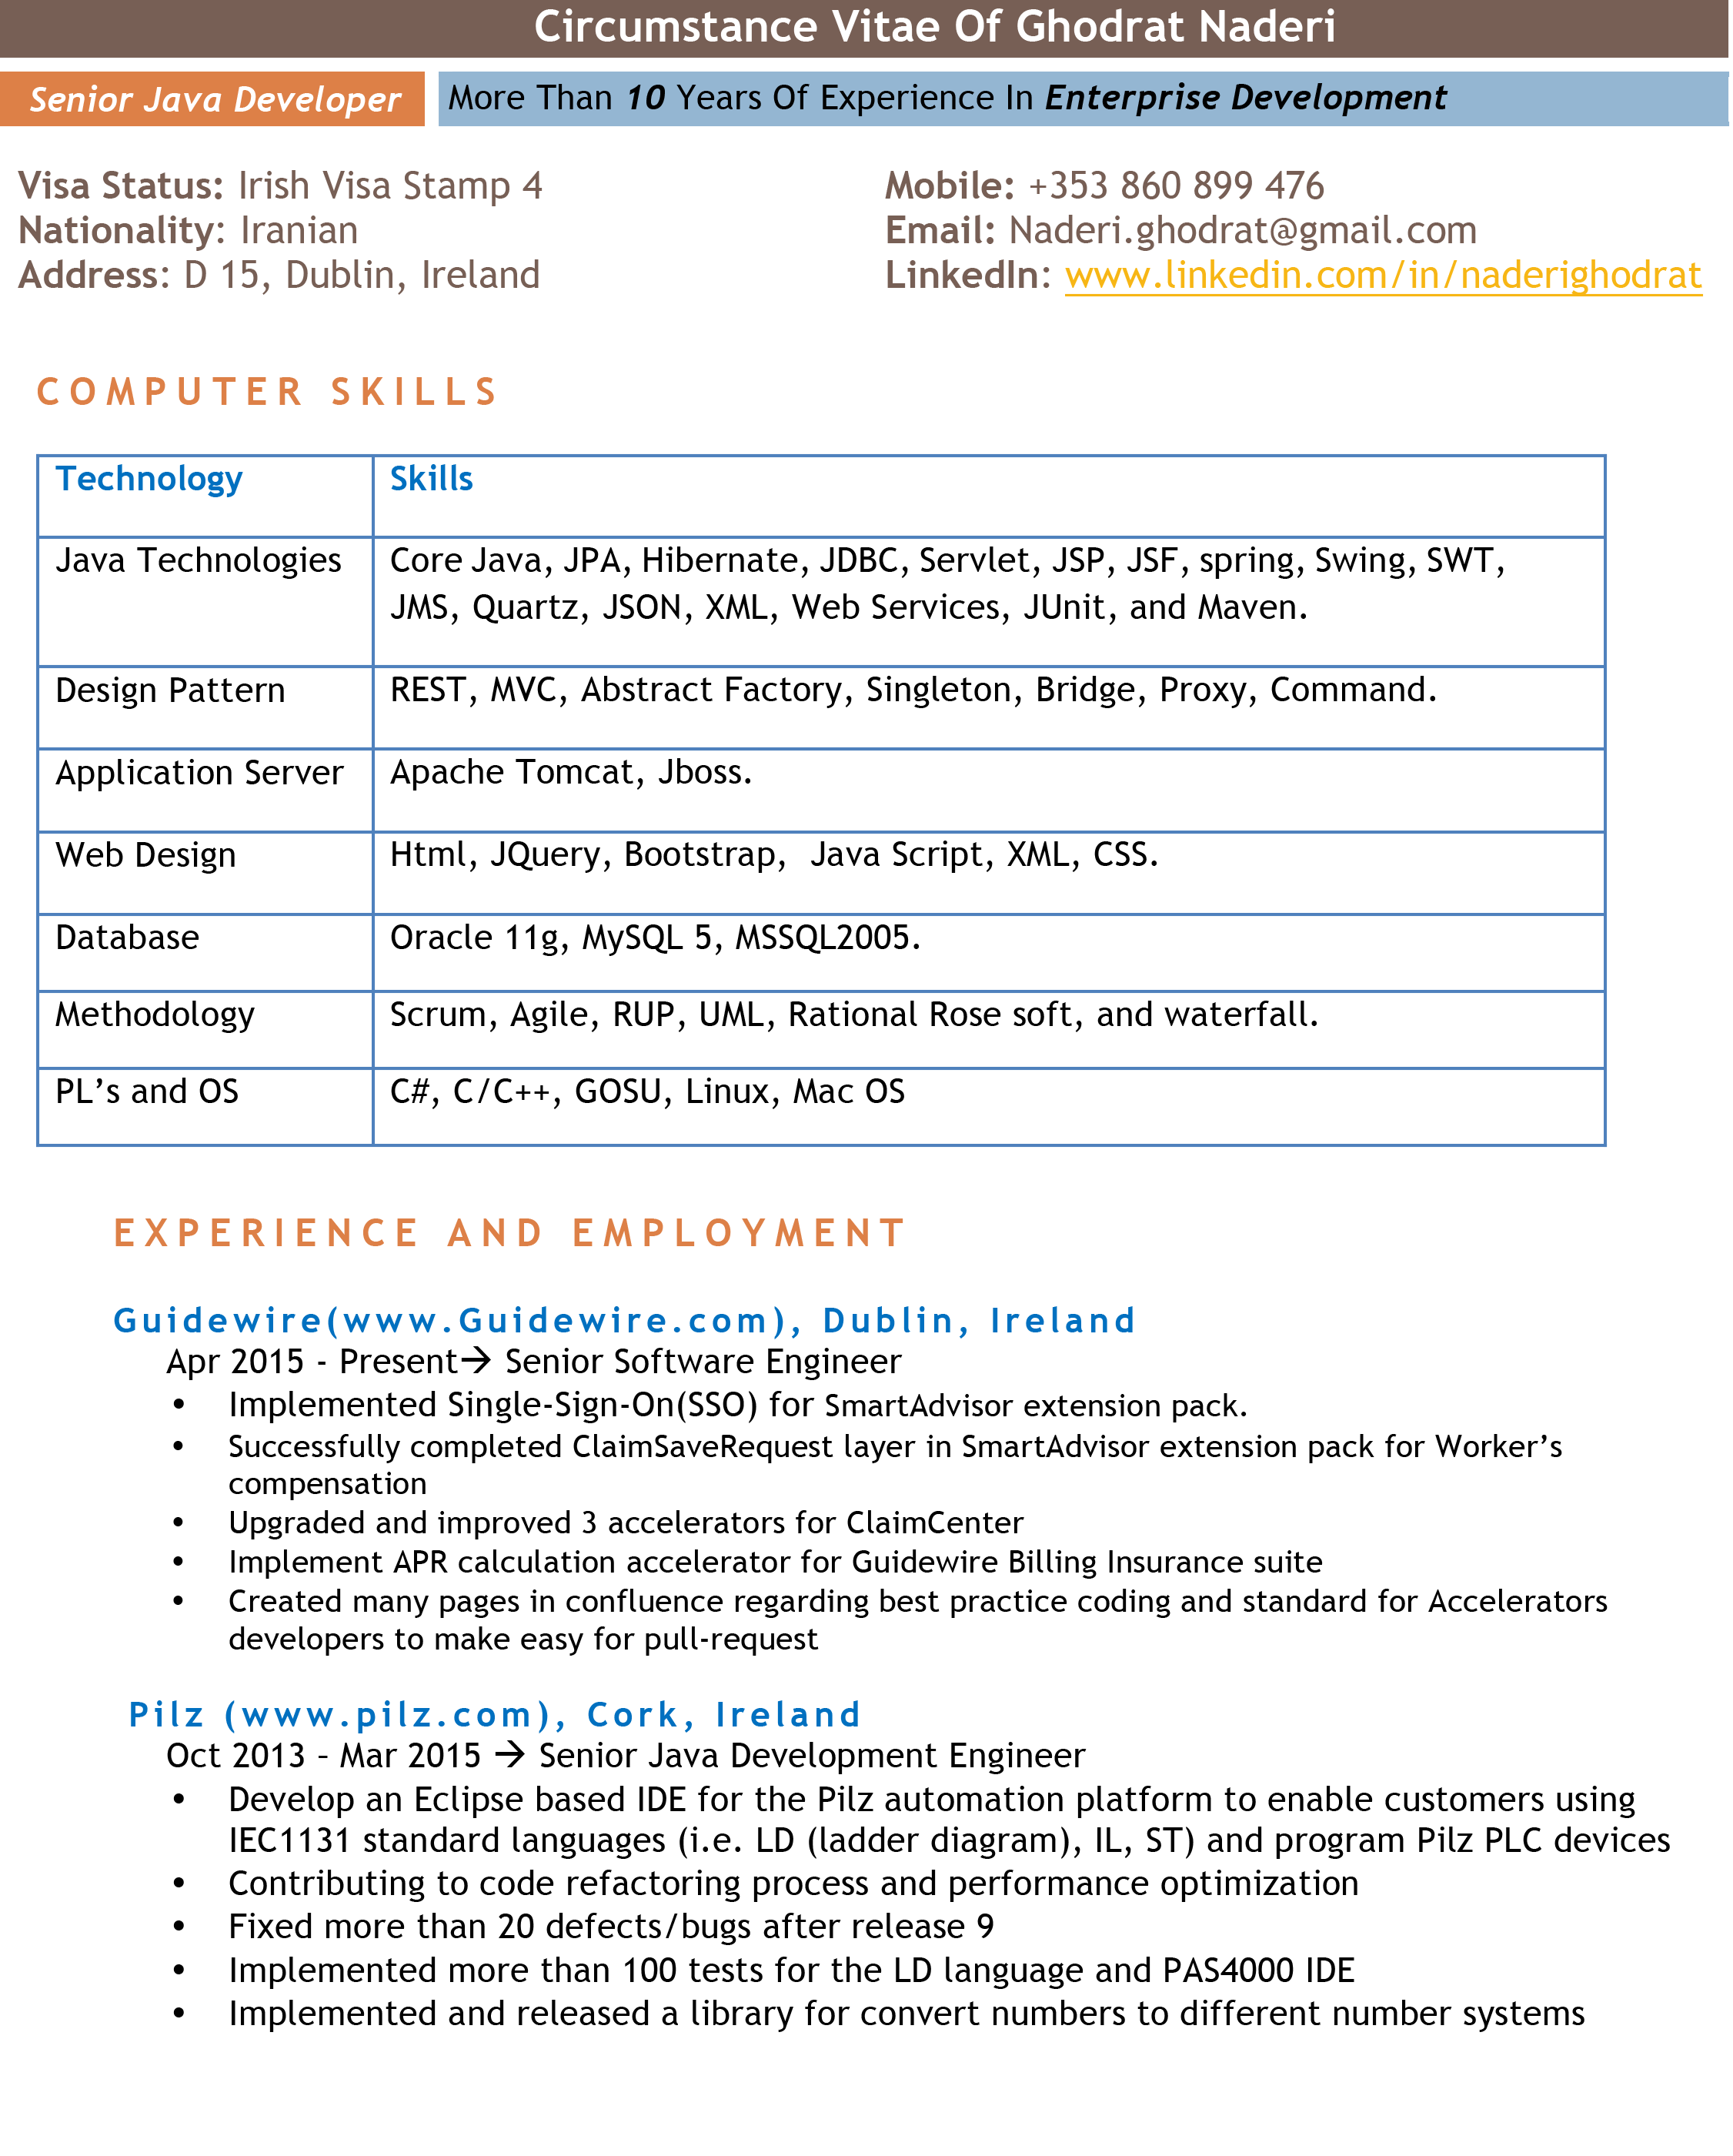 Circumstance Vitae Of Ghodrat Naderi
Senior Java Developer
More Than 10 Years Of Experience In Enterprise Development
Visa Status: Irish Visa Stamp 4
Nationality: Iranian
Address: D 15, Dublin, Ireland
Mobile: +353 860 899 476
Email: Naderi.ghodrat@gmail.com
LinkedIn: www.linkedin.com/in/naderighodrat
COMPUTER SKILLS
Technology
Skills
Java Technologies
Core Java, JPA, Hibernate, JDBC, Servlet, JSP, JSF, spring, Swing, SWT,
JMS, Quartz, JSON, XML, Web Services, JUnit, and Maven.
Design Pattern
REST, MVC, Abstract Factory, Singleton, Bridge, Proxy, Command.
Application Server
Apache Tomcat, Jboss.
Web Design
Html, JQuery, Bootstrap,  Java Script, XML, CSS.
Database
Oracle 11g, MySQL 5, MSSQL2005.
Methodology
Scrum, Agile, RUP, UML, Rational Rose soft, and waterfall.
PL’s and OS
C#, C/C++, GOSU, Linux, Mac OS
EXPERIENCE AND EMPLOYMENT
Guidewire(www.Guidewire.com), Dublin, Ireland
Apr 2015 - Present→ Senior Software Engineer
• Implemented Single-Sign-On(SSO) for SmartAdvisor extension pack.
• Successfully completed ClaimSaveRequest layer in SmartAdvisor extension pack for Worker’s
compensation
• Upgraded and improved 3 accelerators for ClaimCenter
• Implement APR calculation accelerator for Guidewire Billing Insurance suite
• Created many pages in confluence regarding best practice coding and standard for Accelerators
developers to make easy for pull-request
Pilz (www.pilz.com), Cork, Ireland
Oct 2013 – Mar 2015 → Senior Java Development Engineer
• Develop an Eclipse based IDE for the Pilz automation platform to enable customers using
IEC1131 standard languages (i.e. LD (ladder diagram), IL, ST) and program Pilz PLC devices
• Contributing to code refactoring process and performance optimization
• Fixed more than 20 defects/bugs after release 9
• Implemented more than 100 tests for the LD language and PAS4000 IDE
• Implemented and released a library for convert numbers to different number systems